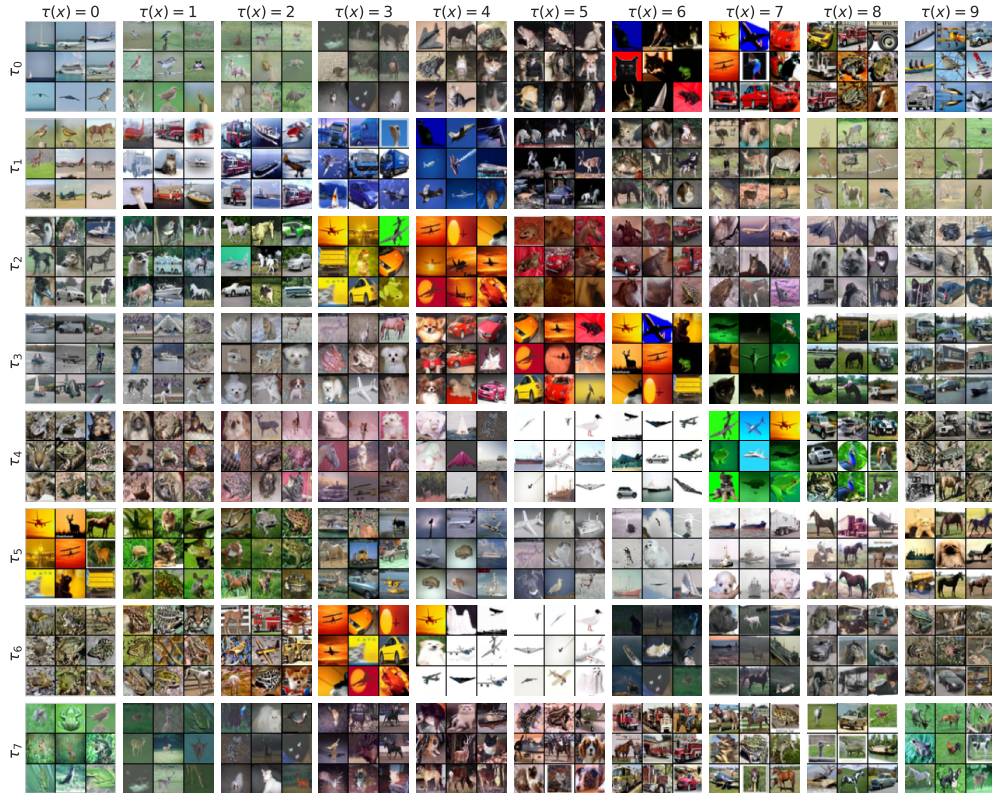 τ(x) = 0 τ(x) = 1 τ(x) = 2 τ(x) = 3 τ(x) = 4 τ(x) = 5 τ(x) = 6 τ(x) = 7 τ(x) = 8 τ(x) = 9
τ₀
τ₁
τ₂
τ₃
τ₄
τ₅
τ₆
τ₇